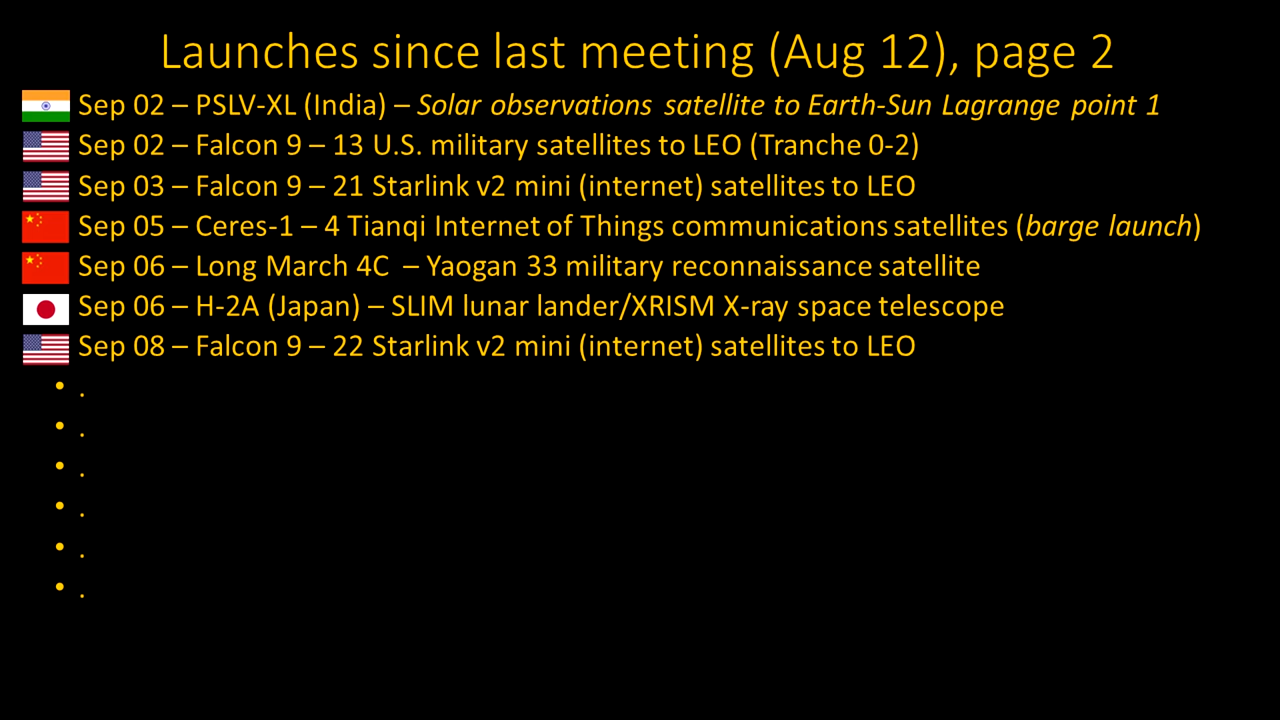 Launches since last meeting (Aug 12), page 2
Sep 02 – PSLV-XL (India) – Solar observations satellite to Earth-Sun Lagrange point 1
Sep 02 – Falcon 9 – 13 U.S. military satellites to LEO (Tranche 0-2)
Sep 03 – Falcon 9 – 21 Starlink v2 mini (internet) satellites to LEO
Sep 05 – Ceres-1 – 4 Tianqi Internet of Things communications satellites (barge launch)
Sep 06 – Long March 4C – Yaogan 33 military reconnaissance satellite
Sep 06 – H-2A (Japan) – SLIM lunar lander/XRISM X-ray space telescope
Sep 08 – Falcon 9 – 22 Starlink v2 mini (internet) satellites to LEO
• .
• .
• .
• .
• .
• .